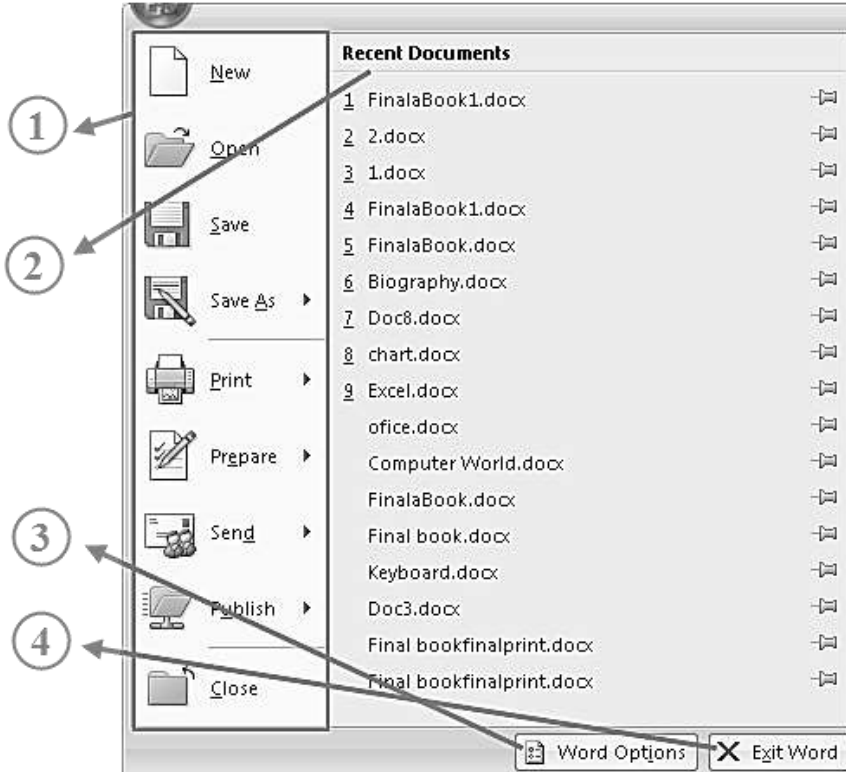 New
Open
Save
Save As
Print
Prepare
Send
Publish
Close
Recent Documents
1 FinalaBook1.docx
2 2.docx
3 1.docx
4 FinalaBook1.docx
5 FinalaBook.docx
6 Biography.docx
7 Doc8.docx
8 chart.docx
9 Excel.docx
ofice.docx
Computer World.docx
FinalaBook.docx
Final book.docx
Keyboard.docx
Doc3.docx
Final bookfinalprint.docx
Final bookfinalprint.docx
Word Options
Exit Word
1
2
3
4